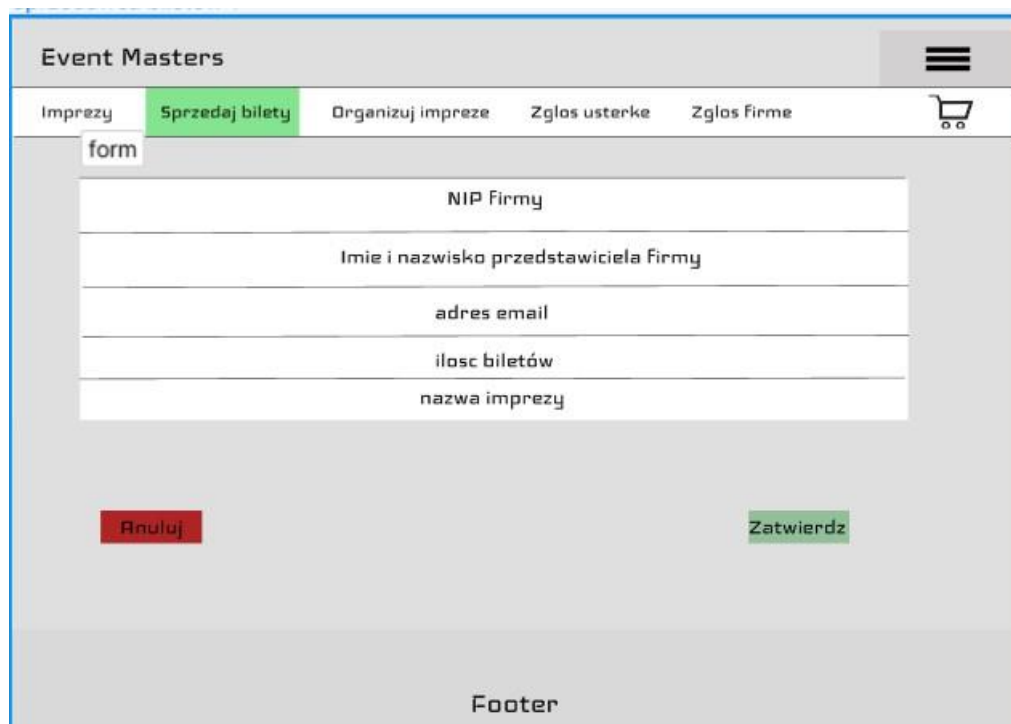 Event Masters
Imprezy Sprzedaj bilety Organizuj impreze Zglos usterke Zglos firme
form
NIP firmy
Imie i nazwisko przedstawiciela firmy
adres email
ilosc biletów
nazwa imprezy
Anuluj Zatwierdz
Footer